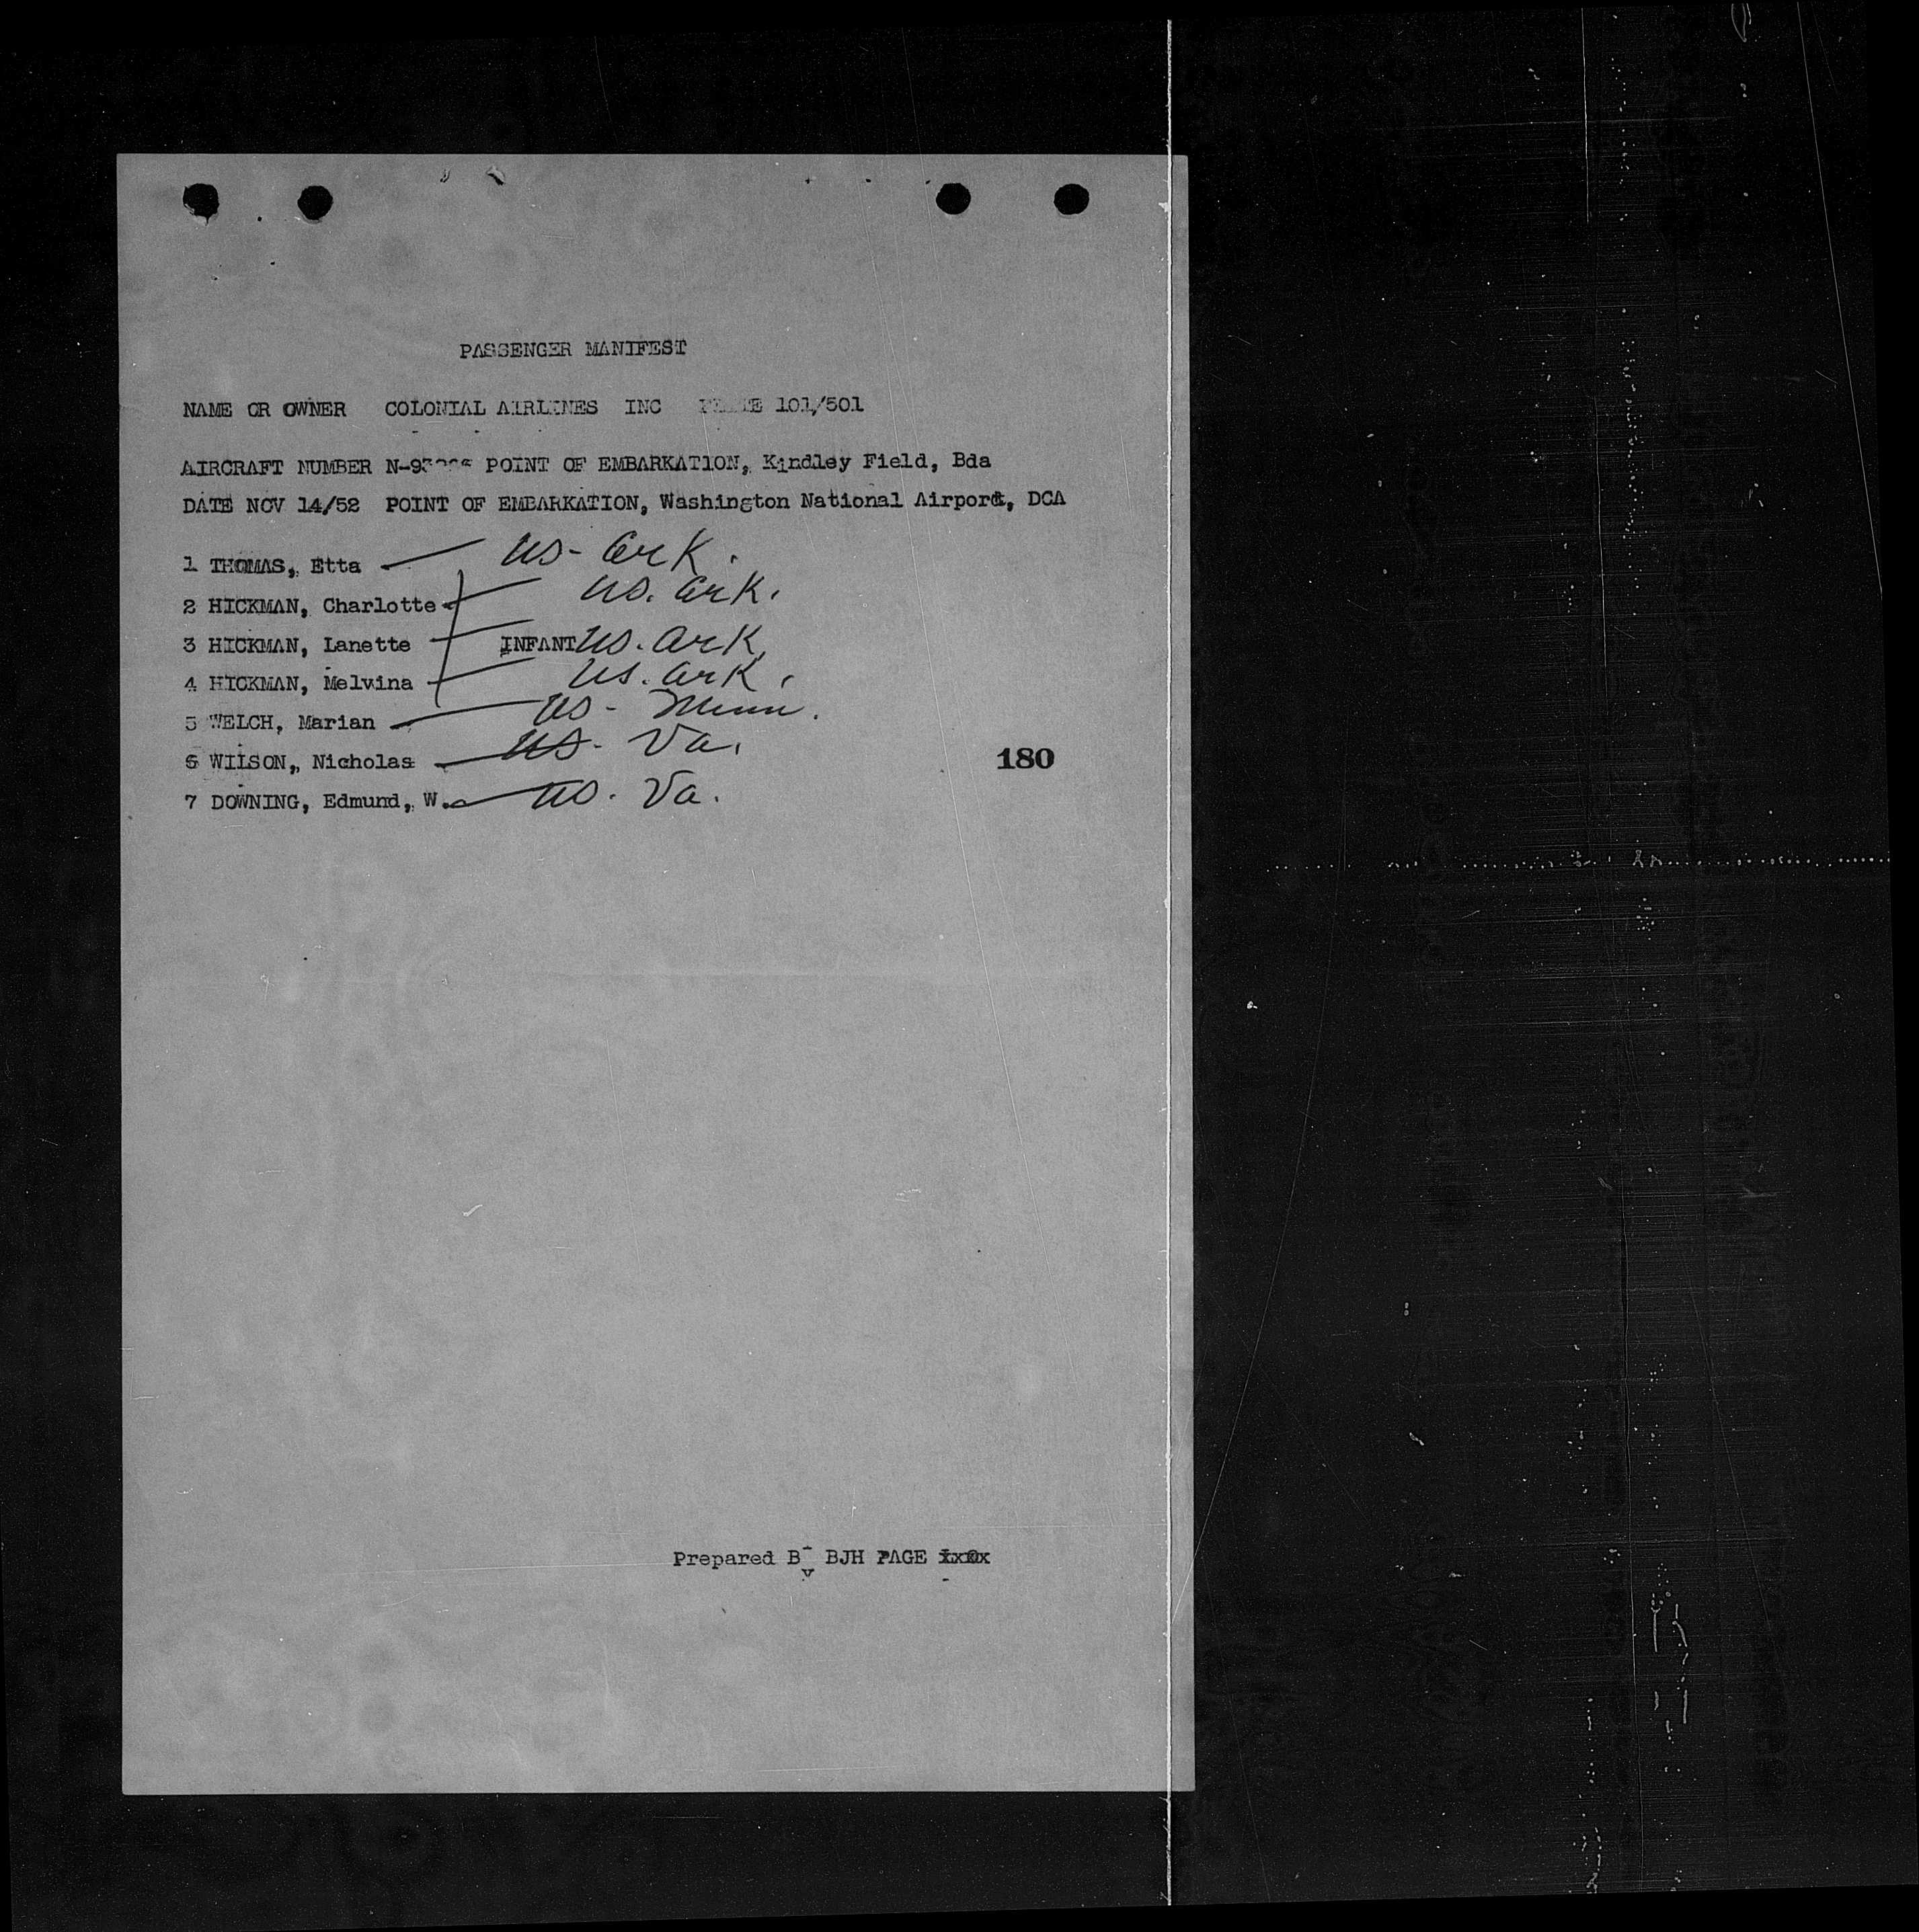 PASSENGER MANIFEST
NAME OR OWNER COLONIAL AIRLINES INC 101/501
AIRCRAFT NUMBER POINT OF EMBARKATION, Kindley Field, Bda
DATE NOV 14/52 POINT OF EMBARKATION, Washington National Airport, DCA
1 THOMAS, Etta US - Ark.
2 HICKMAN, Charlotte US. Ark.
3 HICKMAN, Lanette INFANT US. Ark.
4 HICKMAN, Melvina US. Ark.
5 WELCH, Marian US - Minn.
6 WILSON, Nicholas US - Va.
180
7 DOWNING, Edmund, W. US. Va.
Prepared By BJH PAGE